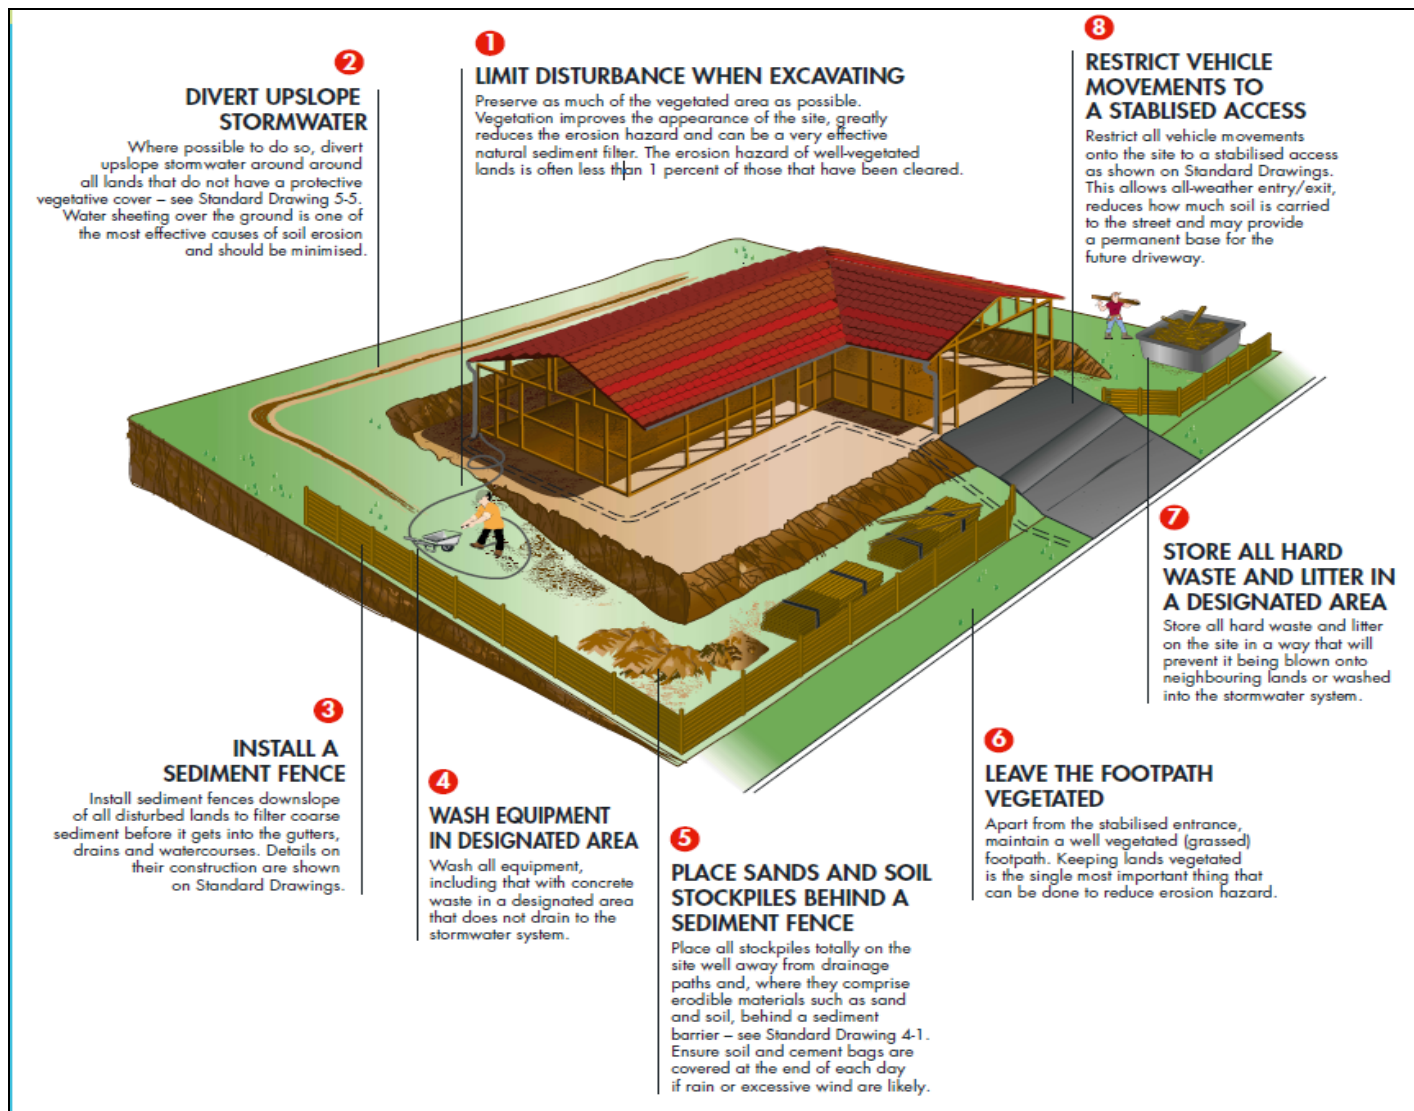 1
LIMIT DISTURBANCE WHEN EXCAVATING
Preserve as much of the vegetated area as possible.
Vegetation improves the appearance of the site, greatly
reduces the erosion hazard and can be a very effective
natural sediment filter. The erosion hazard of well-vegetated
lands is often less than 1 percent of those that have been cleared.
2
DIVERT UPSLOPE
STORMWATER
Where possible to do so, divert
upslope stormwater around around
all lands that do not have a protective
vegetative cover – see Standard Drawing 5-5.
Water sheeting over the ground is one of
the most effective causes of soil erosion
and should be minimised.
3
INSTALL A
SEDIMENT FENCE
Install sediment fences downslope
of all disturbed lands to filter coarse
sediment before it gets into the gutters,
drains and watercourses. Details on
their construction are shown
on Standard Drawings.
4
WASH EQUIPMENT
IN DESIGNATED AREA
Wash all equipment,
including that with concrete
waste in a designated area
that does not drain to the
stormwater system.
5
PLACE SANDS AND SOIL
STOCKPILES BEHIND A
SEDIMENT FENCE
Place all stockpiles totally on the
site well away from drainage
paths and, where they comprise
erodible materials such as sand
and soil, behind a sediment
barrier – see Standard Drawing 4-1.
Ensure soil and cement bags are
covered at the end of each day
if rain or excessive wind are likely.
6
LEAVE THE FOOTPATH
VEGETATED
Apart from the stabilised entrance,
maintain a well vegetated (grassed)
footpath. Keeping lands vegetated
is the single most important thing that
can be done to reduce erosion hazard.
7
STORE ALL HARD
WASTE AND LITTER IN
A DESIGNATED AREA
Store all hard waste and litter
on the site in a way that will
prevent it being blown onto
neighbouring lands or washed
into the stormwater system.
8
RESTRICT VEHICLE
MOVEMENTS TO
A STABLISED ACCESS
Restrict all vehicle movements
onto the site to a stabilised access
as shown on Standard Drawings.
This allows all-weather entry/exit,
reduces how much soil is carried
to the street and may provide
a permanent base for the
future driveway.